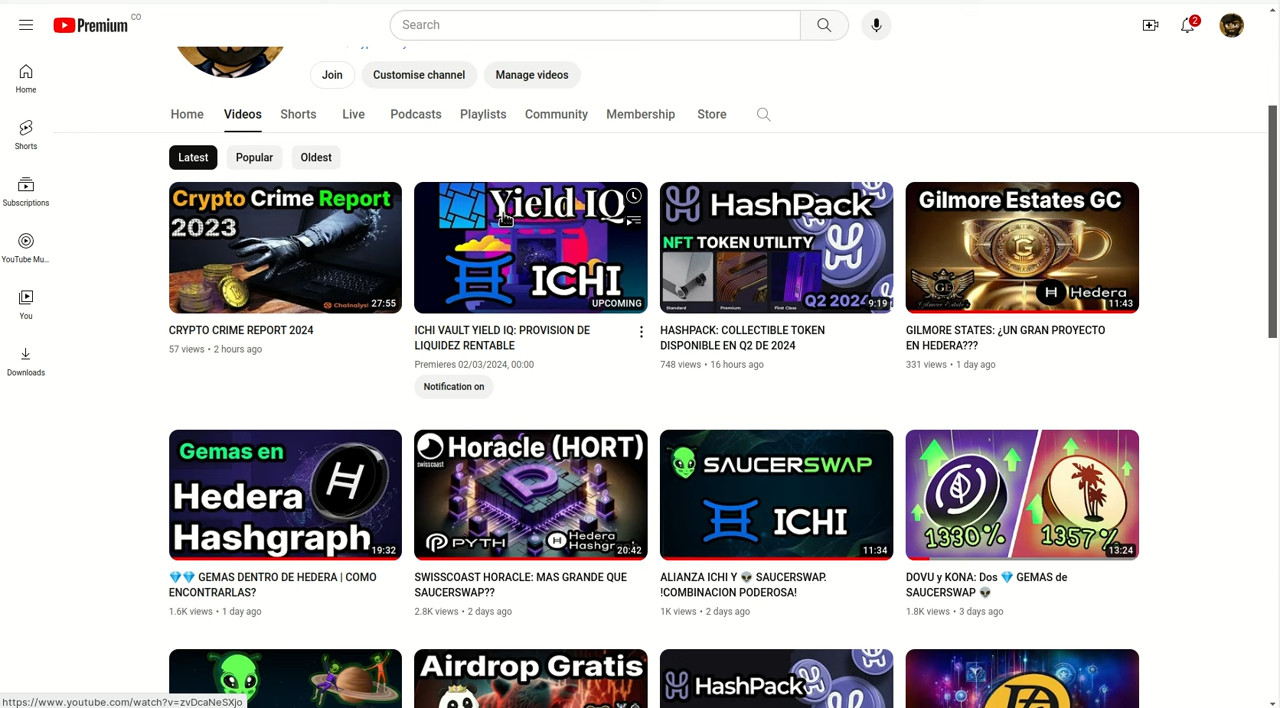 Premium CO
Search
2
Home
Shorts
Subscriptions
YouTube Mu...
You
Downloads
Join
Customise channel
Manage videos
Home
Videos
Shorts
Live
Podcasts
Playlists
Community
Membership
Store
Latest
Popular
Oldest
Crypto Crime Report
2023
Chainalysis
27:55
CRYPTO CRIME REPORT 2024
57 views • 2 hours ago
Yield IQ
ICHI
UPCOMING
ICHI VAULT YIELD IQ: PROVISION DE
LIQUIDEZ RENTABLE
Premieres 02/03/2024, 00:00
Notification on
HashPack
NFT TOKEN UTILITY
Standard
Premium
First Class
Q2 2024
9:19
HASHPACK: COLLECTIBLE TOKEN
DISPONIBLE EN Q2 DE 2024
748 views • 16 hours ago
Gilmore Estates GC
G
GE
H Hedera
11:43
GILMORE STATES: ¿UN GRAN PROYECTO
EN HEDERA???
331 views • 1 day ago
Gemas en
Hedera
Hashgraph
19:32
💎💎 GEMAS DENTRO DE HEDERA | COMO
ENCONTRARLAS?
1.6K views • 1 day ago
Horacle (HORT)
swisscoast
PYTH
Hedera
Hashgr
20:42
SWISSCOAST HORACLE: MAS GRANDE QUE
SAUCERSWAP??
2.8K views • 2 days ago
SAUCERSWAP
ICHI
11:34
ALIANZA ICHI Y 👽 SAUCERSWAP.
!COMBINACION PODEROSA!
1K views • 2 days ago
1330%
1357%
13:24
DOVU y KONA: Dos 💎 GEMAS de
SAUCERSWAP 👽
1.8K views • 3 days ago
Airdrop Gratis
HashPack
https://www.youtube.com/watch?v=zvDcaNeSXjo